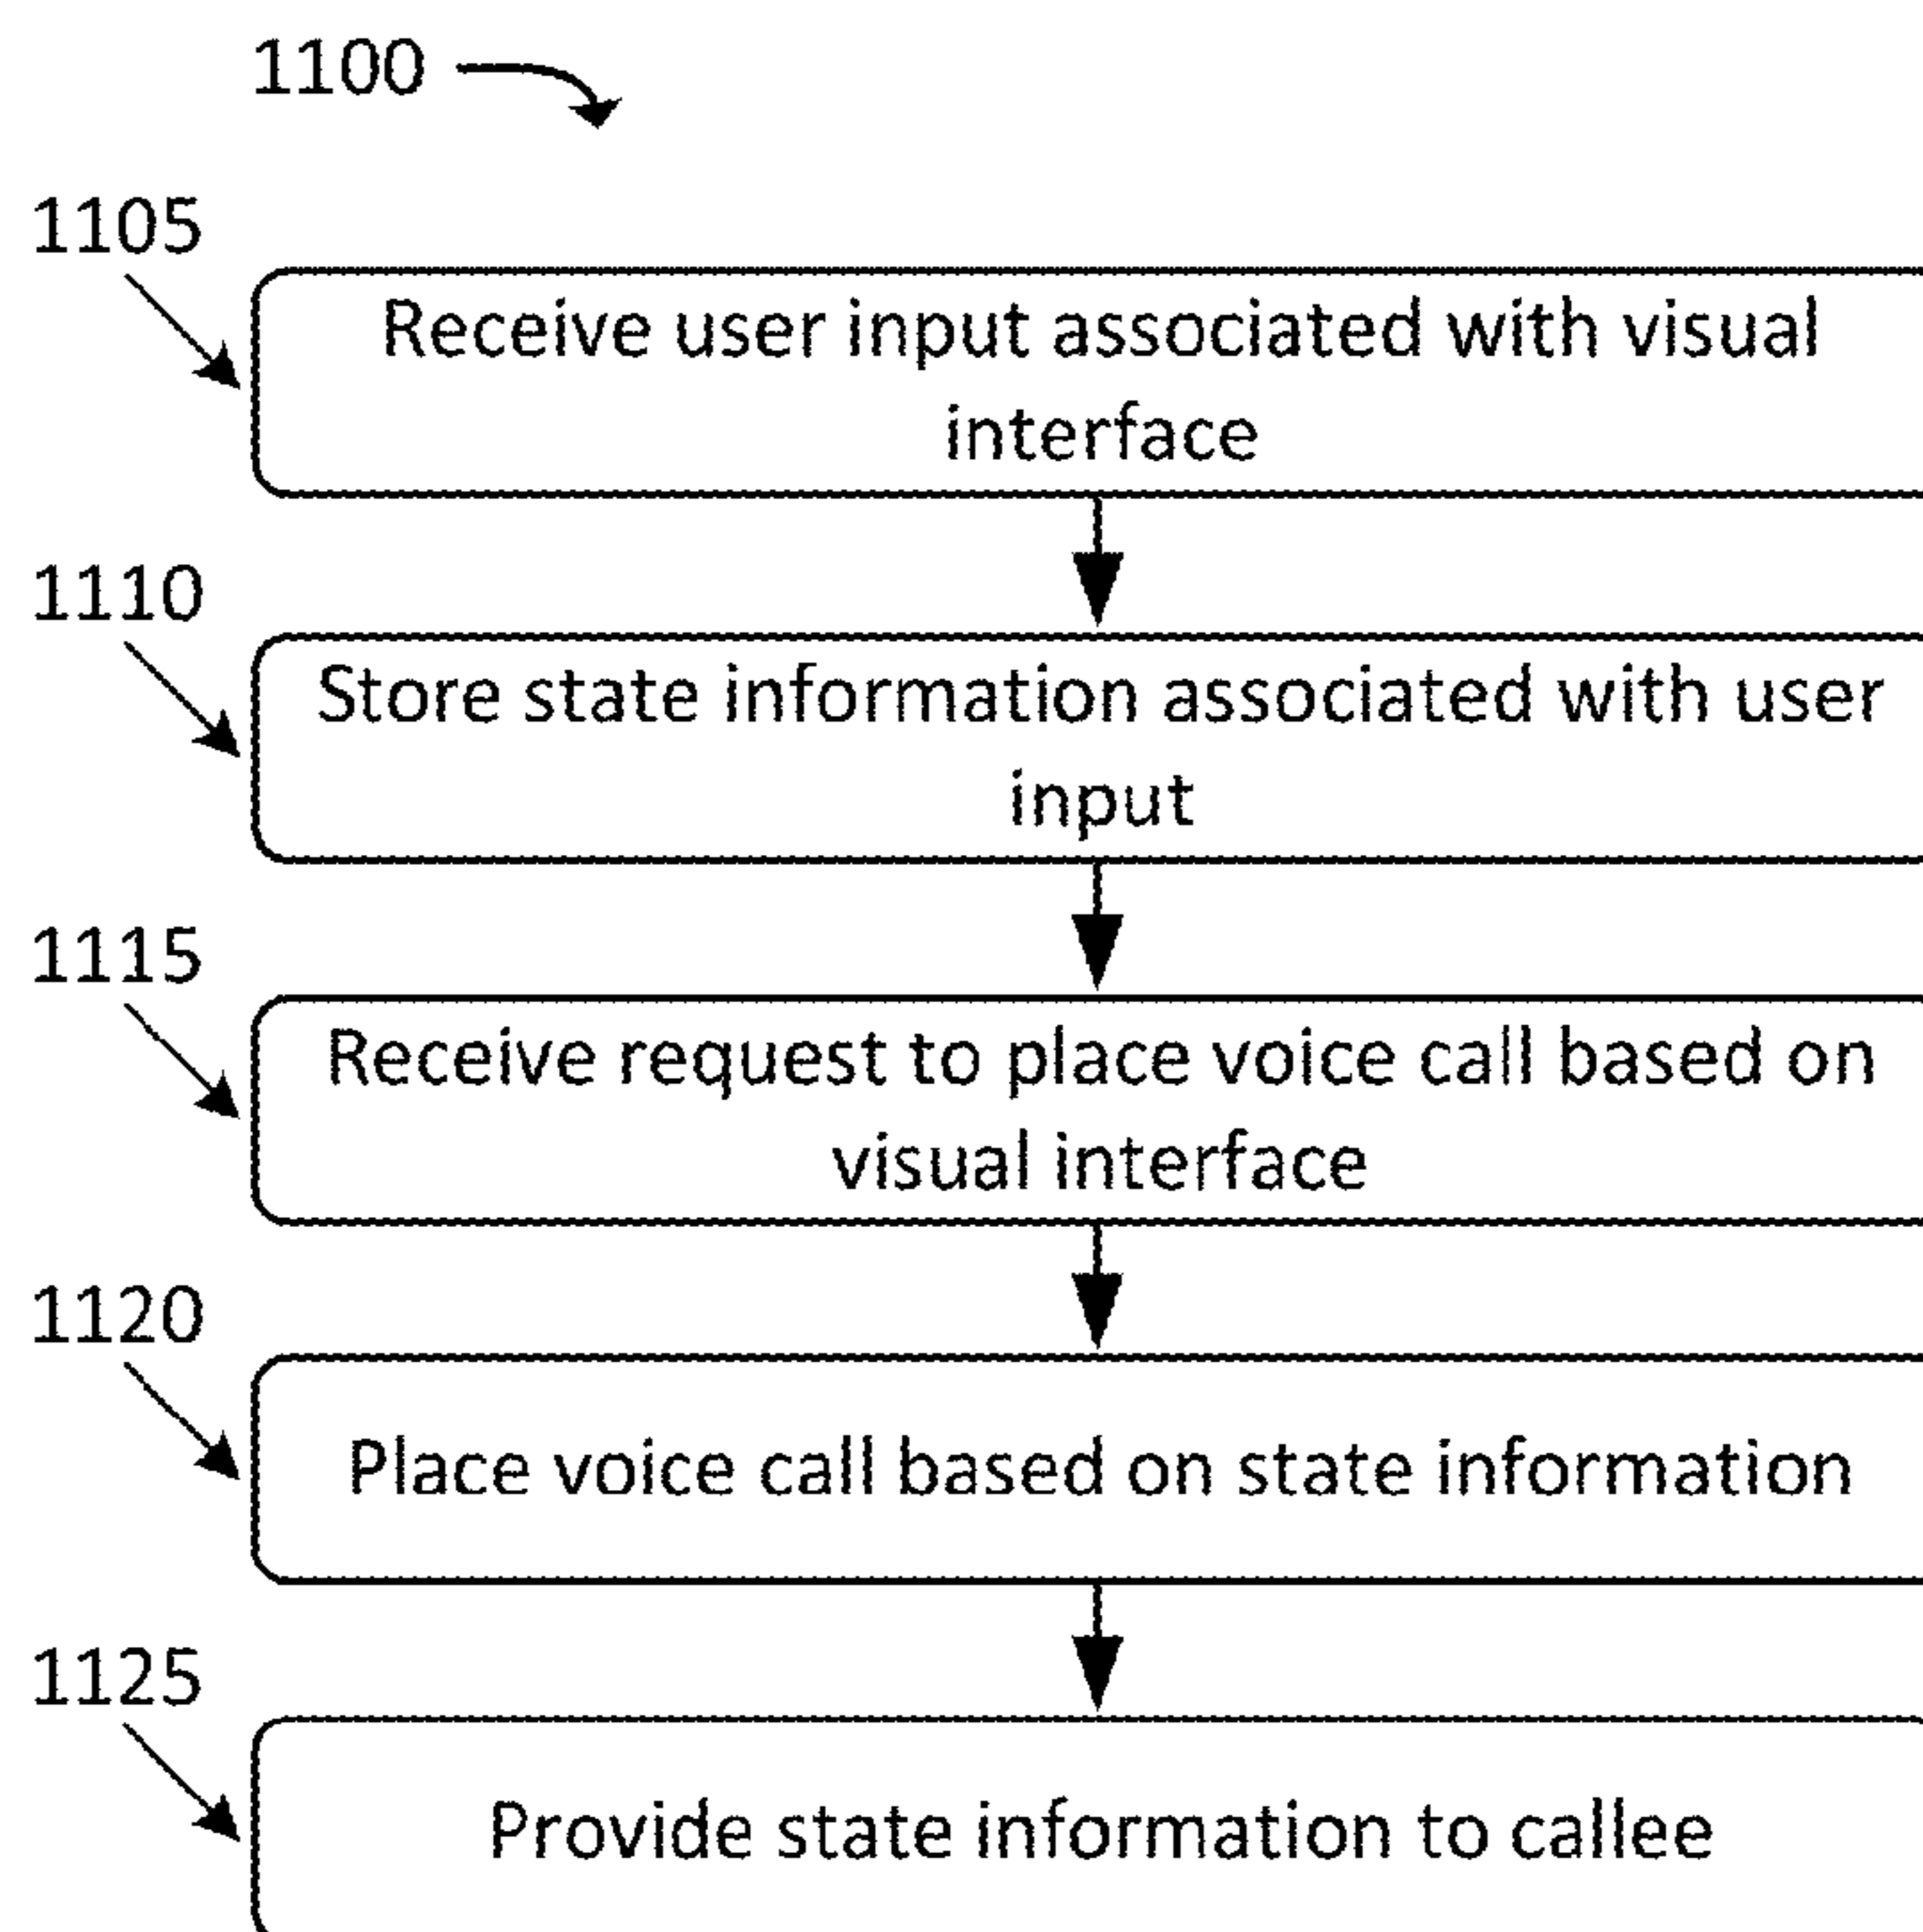 1100
1105
Receive user input associated with visual
interface
1110
Store state information associated with user
input
1115
Receive request to place voice call based on
visual interface
1120
Place voice call based on state information
1125
Provide state information to callee